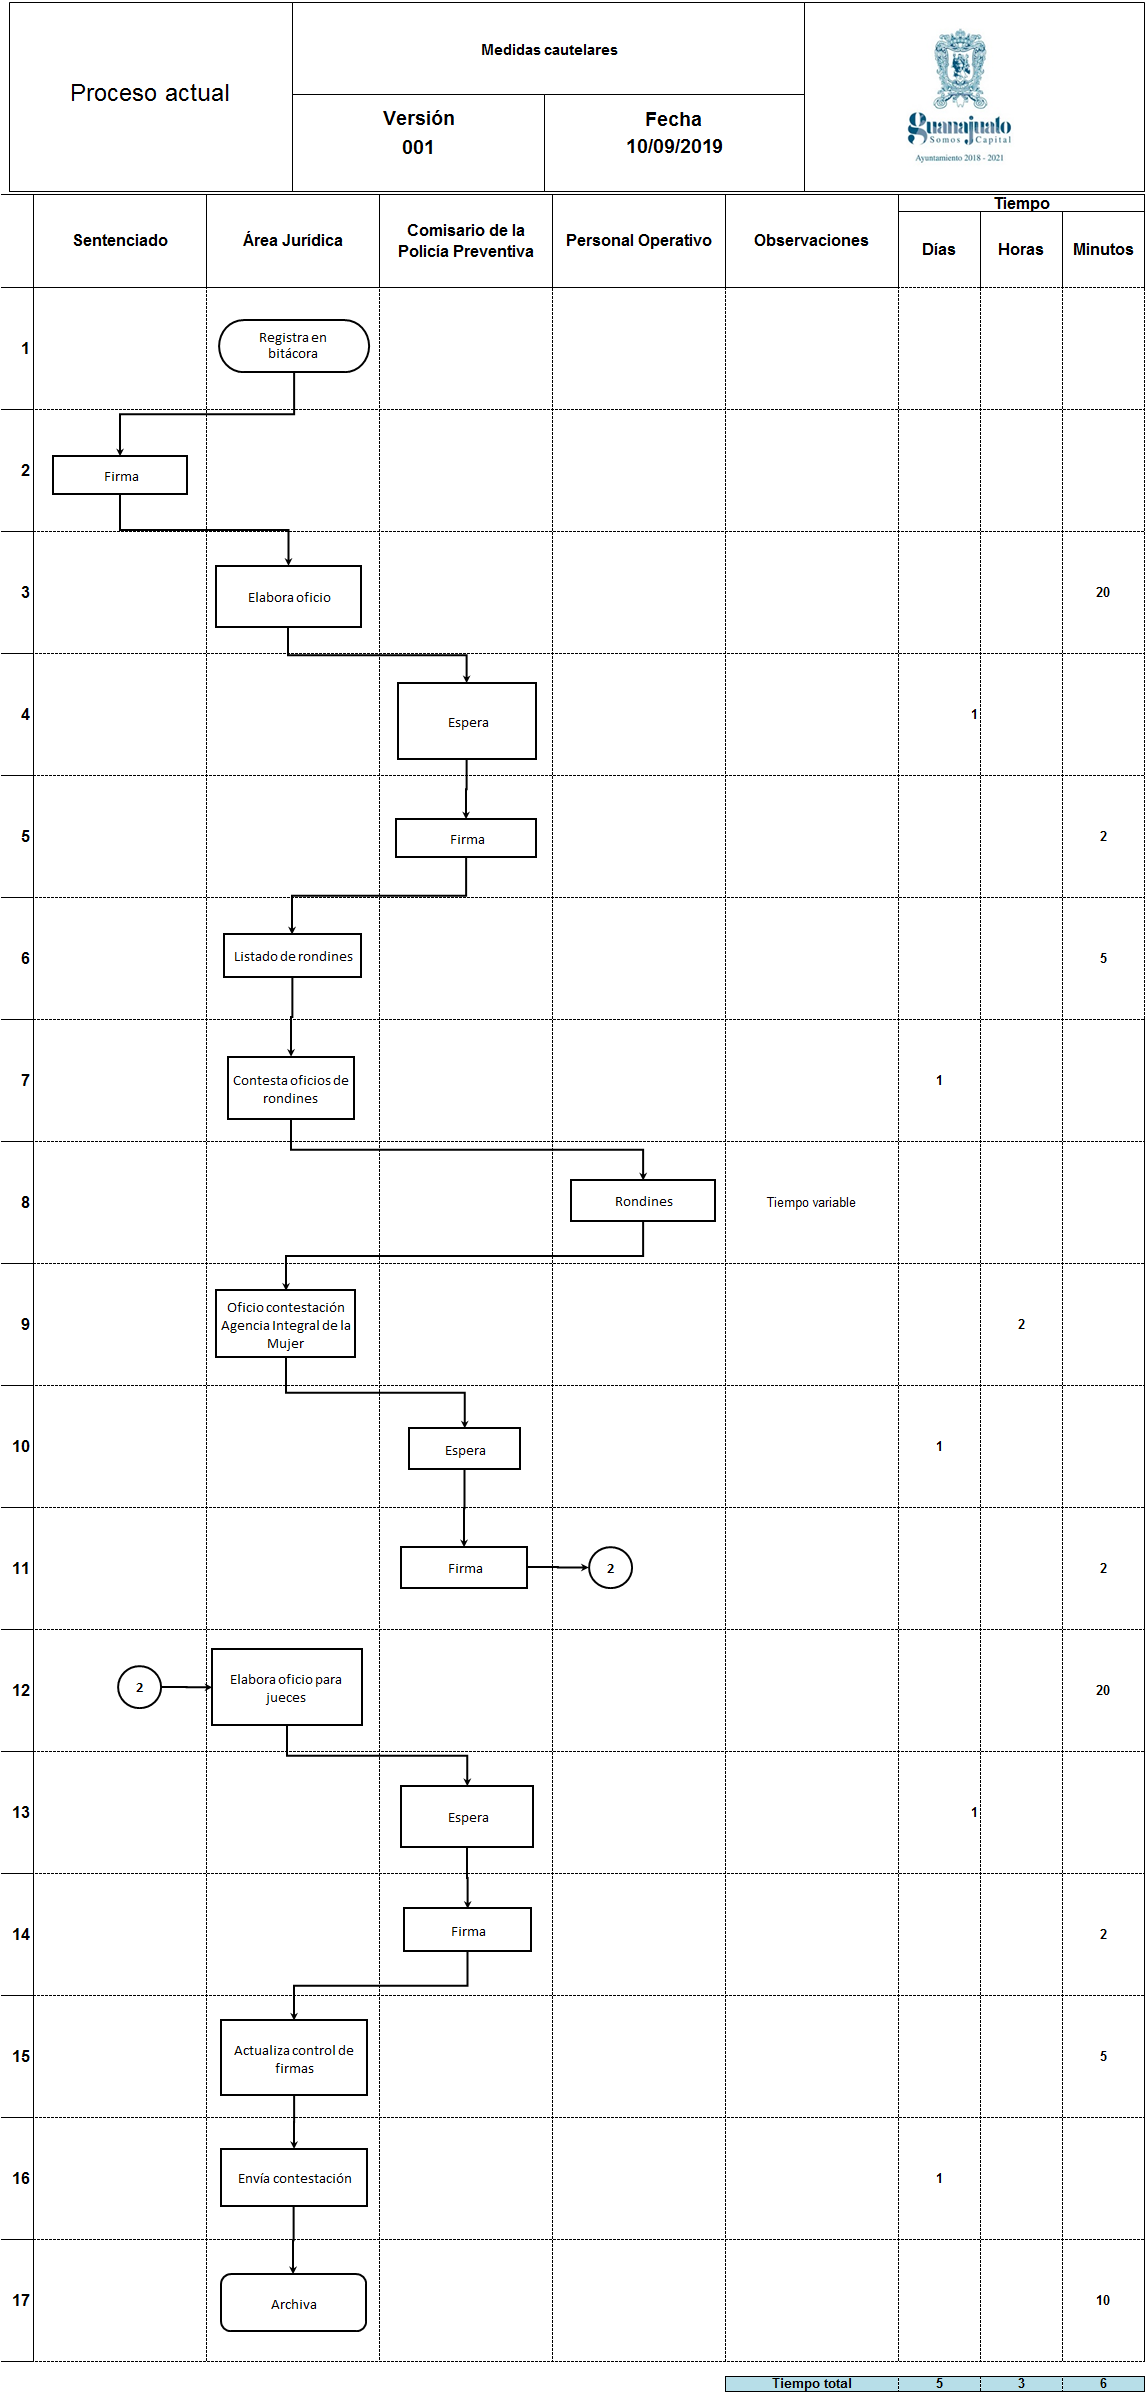 Proceso actual
Medidas cautelares
Versión
001
Fecha
10/09/2019
Guanajuato
Somos Capital
Ayuntamiento 2018 - 2021
Sentenciado
Área Jurídica
Comisario de la
Policía Preventiva
Personal Operativo
Observaciones
Tiempo
Días
Horas
Minutos
1
Registra en
bitácora
2
Firma
3
Elabora oficio
20
4
Espera
1
5
Firma
2
6
Listado de rondines
5
7
Contesta oficios de
rondines
1
8
Rondines
Tiempo variable
9
Oficio contestación
Agencia Integral de la
Mujer
2
10
Espera
1
11
Firma
2
2
12
2
Elabora oficio para
jueces
20
13
Espera
1
14
Firma
2
15
Actualiza control de
firmas
5
16
Envía contestación
1
17
Archiva
10
Tiempo total
5
3
6